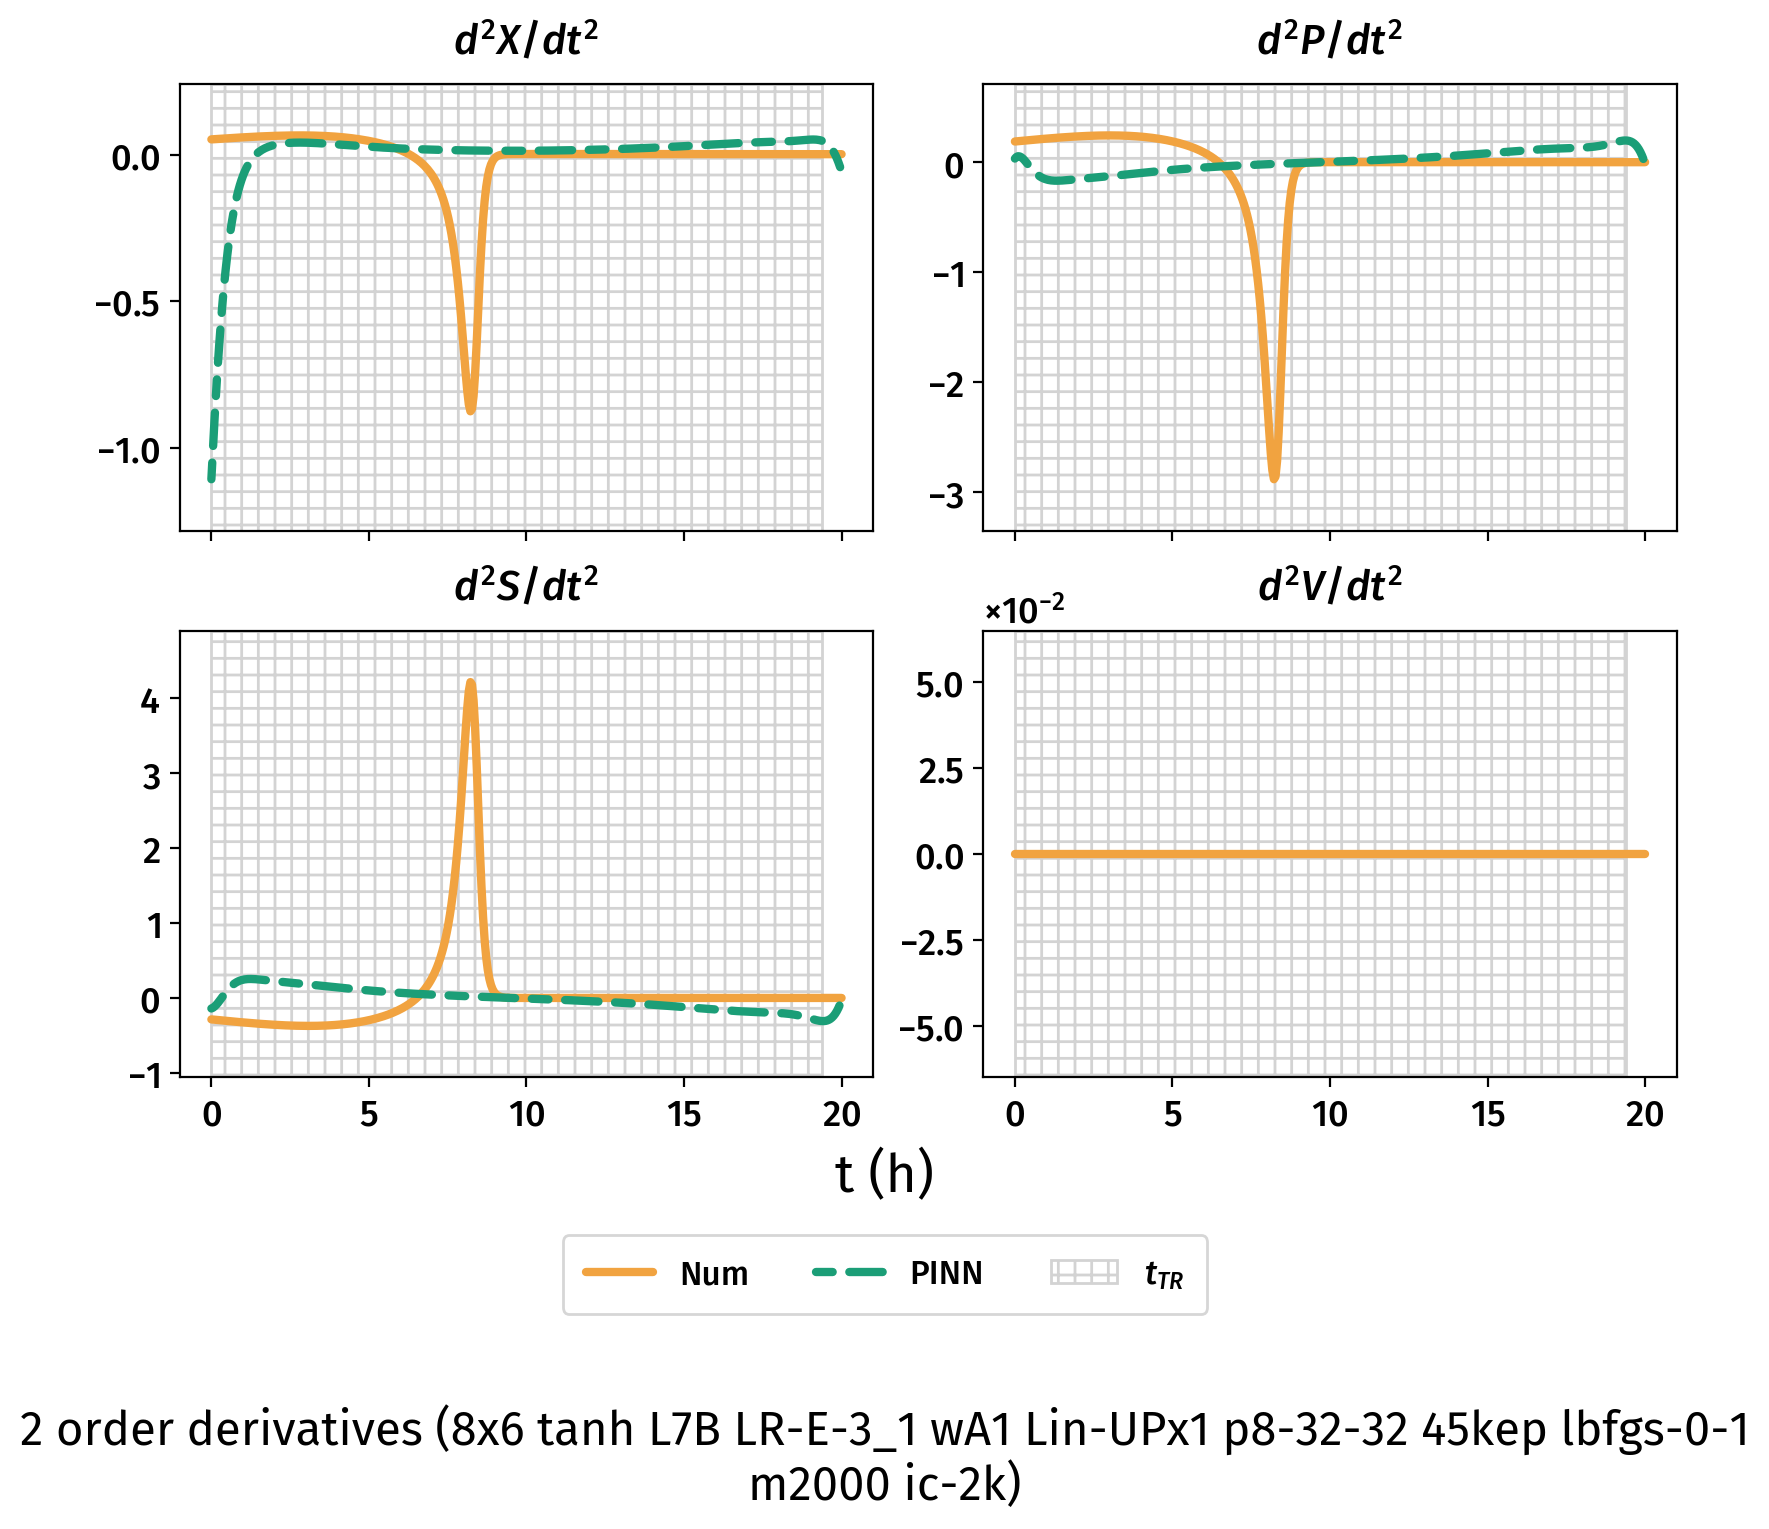 d²X/dt²
d²P/dt²
0.0
−0.5
−1.0
0
−1
−2
−3
d²S/dt²
d²V/dt²
×10⁻²
4
3
2
1
0
−1
5.0
2.5
0.0
−2.5
−5.0
0 5 10 15 20
0 5 10 15 20
t (h)
Num PINN t_TR
2 order derivatives (8x6 tanh L7B LR-E-3_1 wA1 Lin-UPx1 p8-32-32 45kep lbfgs-0-1
m2000 ic-2k)